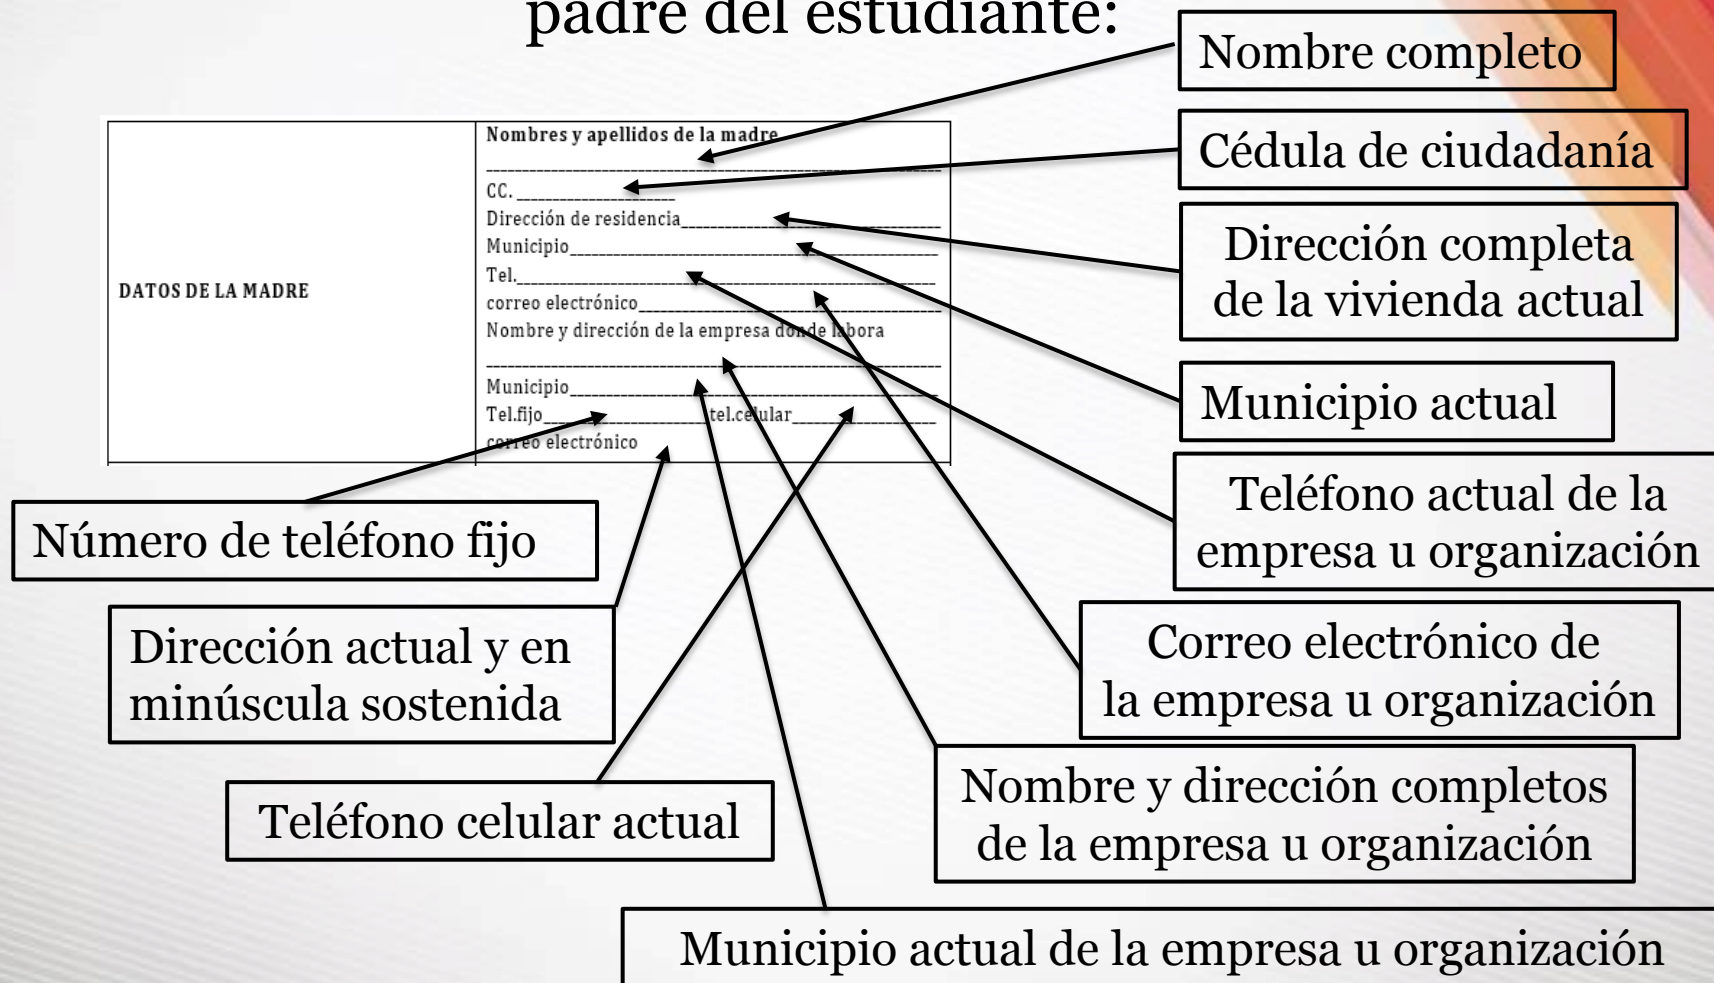 padre del estudiante:
Nombre completo
Cédula de ciudadanía
Dirección completa
de la vivienda actual
Municipio actual
Teléfono actual de la
empresa u organización
Correo electrónico de
la empresa u organización
Nombre y dirección completos
de la empresa u organización
Municipio actual de la empresa u organización
DATOS DE LA MADRE
Nombres y apellidos de la madre
CC.
Dirección de residencia
Municipio
Tel.
correo electrónico
Nombre y dirección de la empresa donde labora
Municipio
Tel.fijo tel.celular
correo electrónico
Número de teléfono fijo
Dirección actual y en
minúscula sostenida
Teléfono celular actual